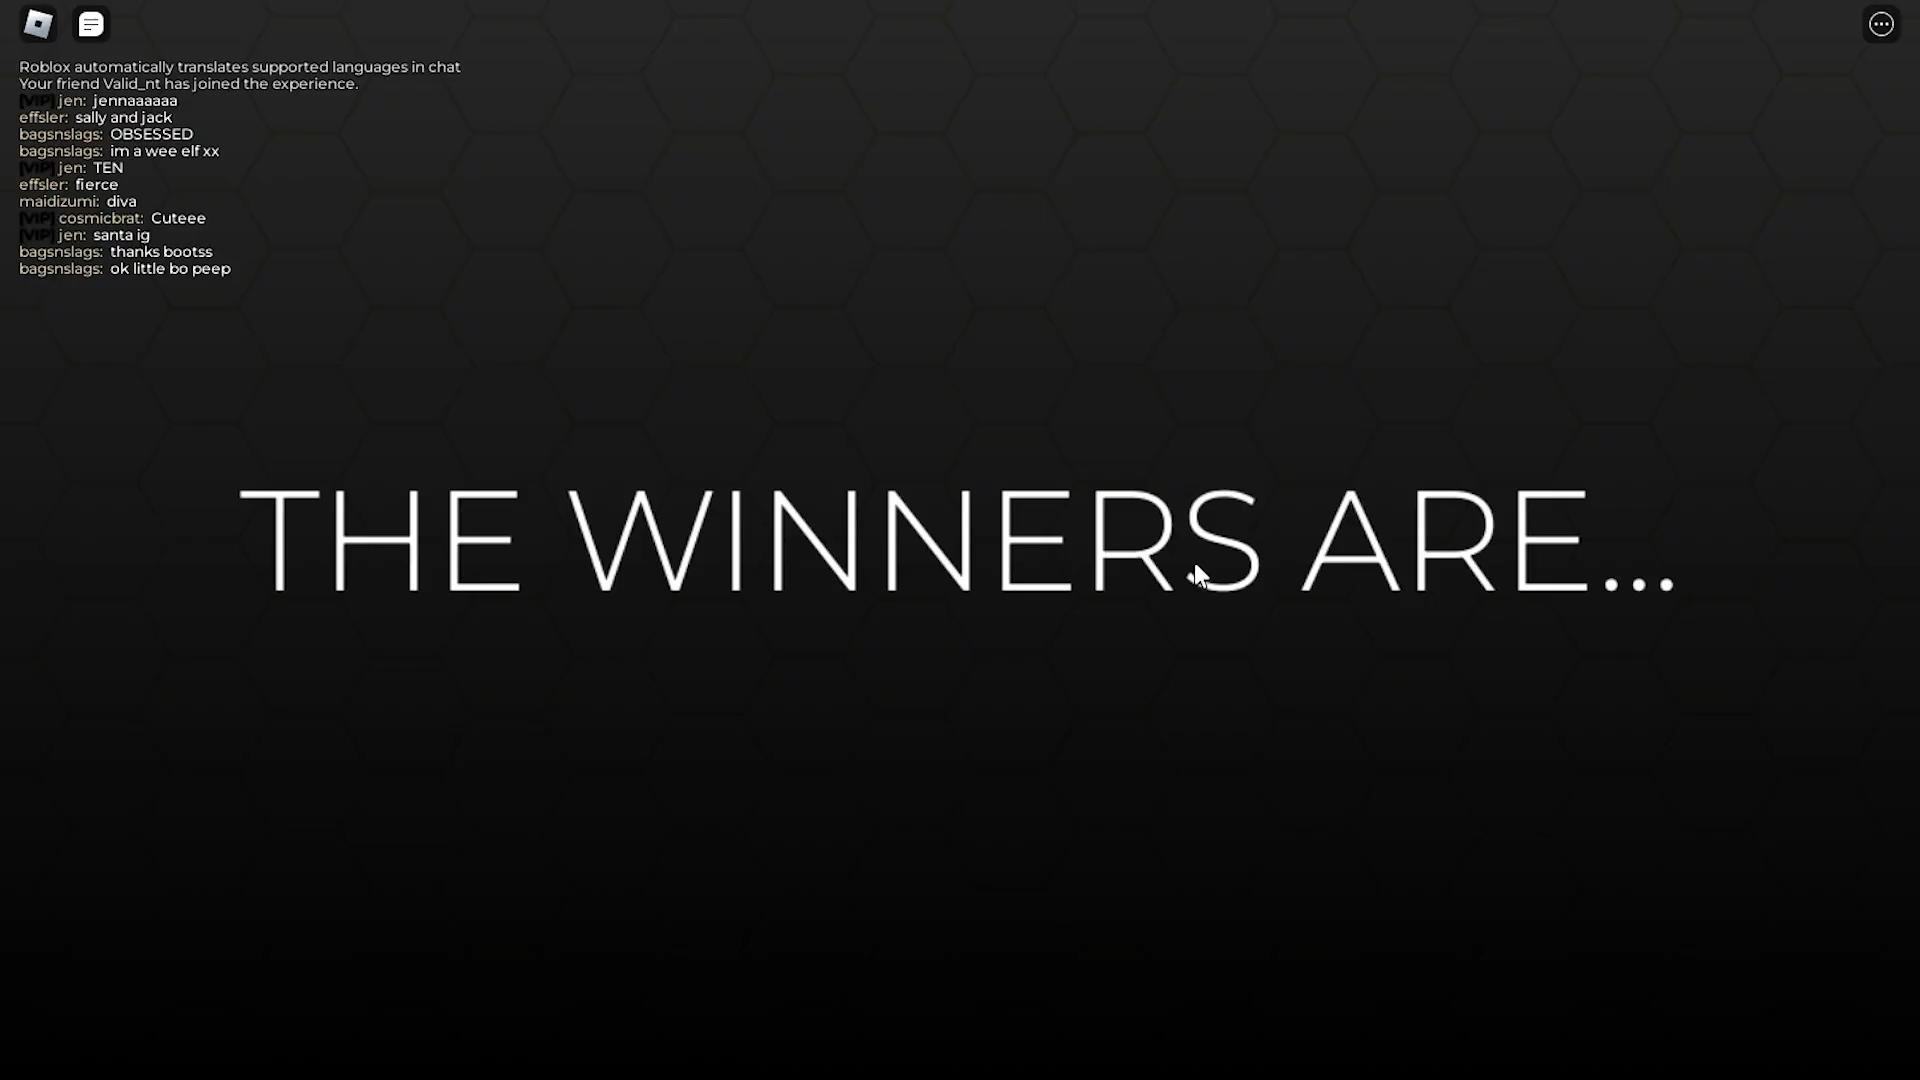 Roblox automatically translates supported languages in chat
Your friend Valid_nt has joined the experience.
[VIP] jen: jennaaaaaa
effsler: sally and jack
bagsnslags: OBSESSED
bagsnslags: im a wee elf xx
[VIP] jen: TEN
effsler: fierce
maidizumi: diva
[VIP] cosmicbrat: Cuteee
[VIP] jen: santa ig
bagsnslags: thanks bootss
bagsnslags: ok little bo peep
THE WINNERS ARE...